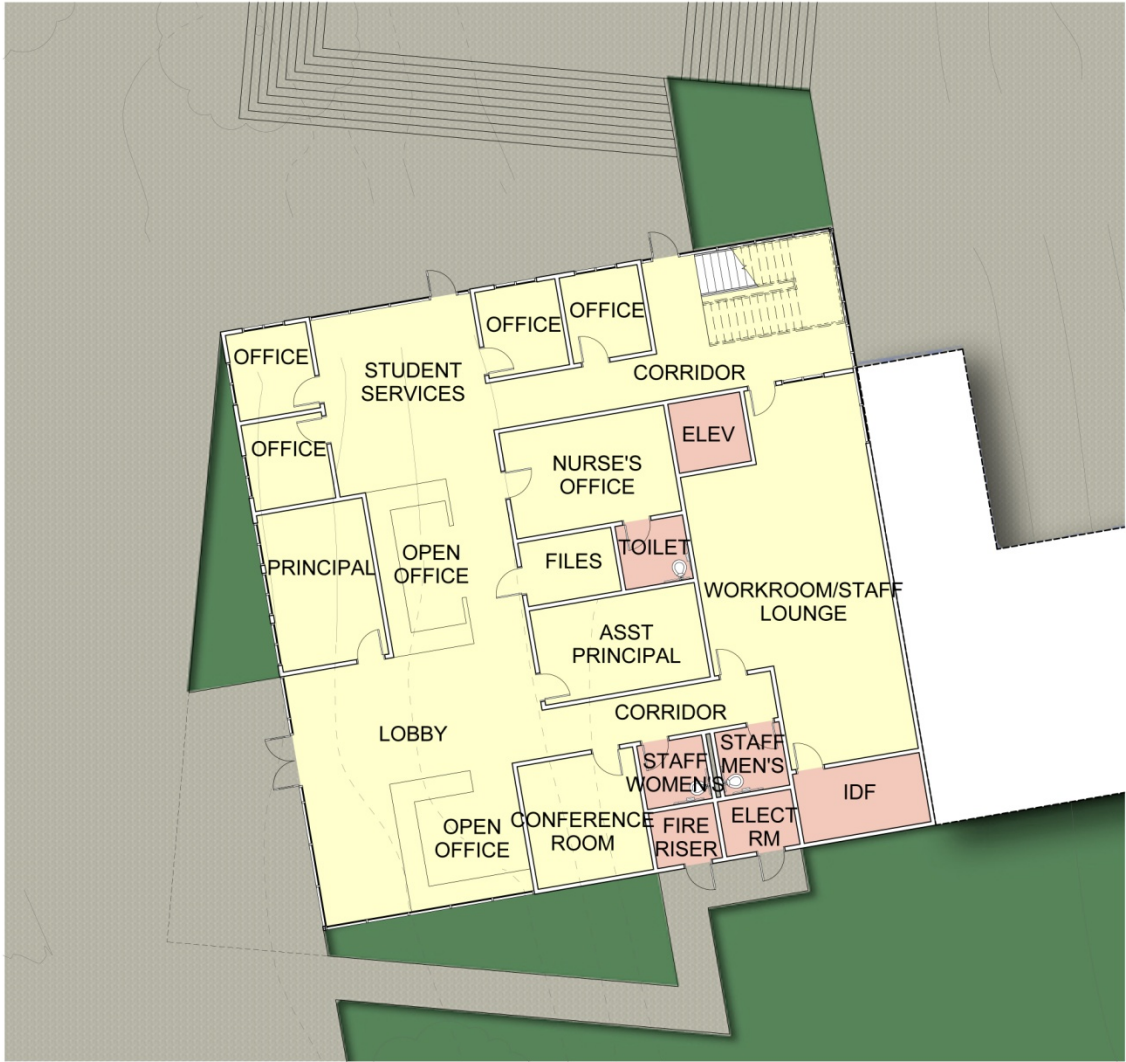 OFFICE
OFFICE
OFFICE
STUDENT
SERVICES
CORRIDOR
ELEV
OFFICE
NURSE'S
OFFICE
TOILET
FILES
OPEN
OFFICE
PRINCIPAL
WORKROOM/STAFF
LOUNGE
ASST
PRINCIPAL
CORRIDOR
LOBBY
STAFF
MEN'S
STAFF
WOMEN'S
IDF
CONFERENCE
ROOM
OPEN
OFFICE
FIRE
RISER
ELECT
RM